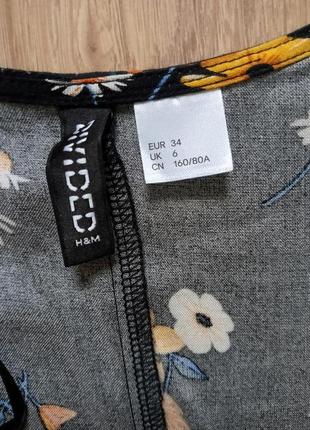 DIVIDED
H&M
EUR 34
UK 6
CN 160/80A